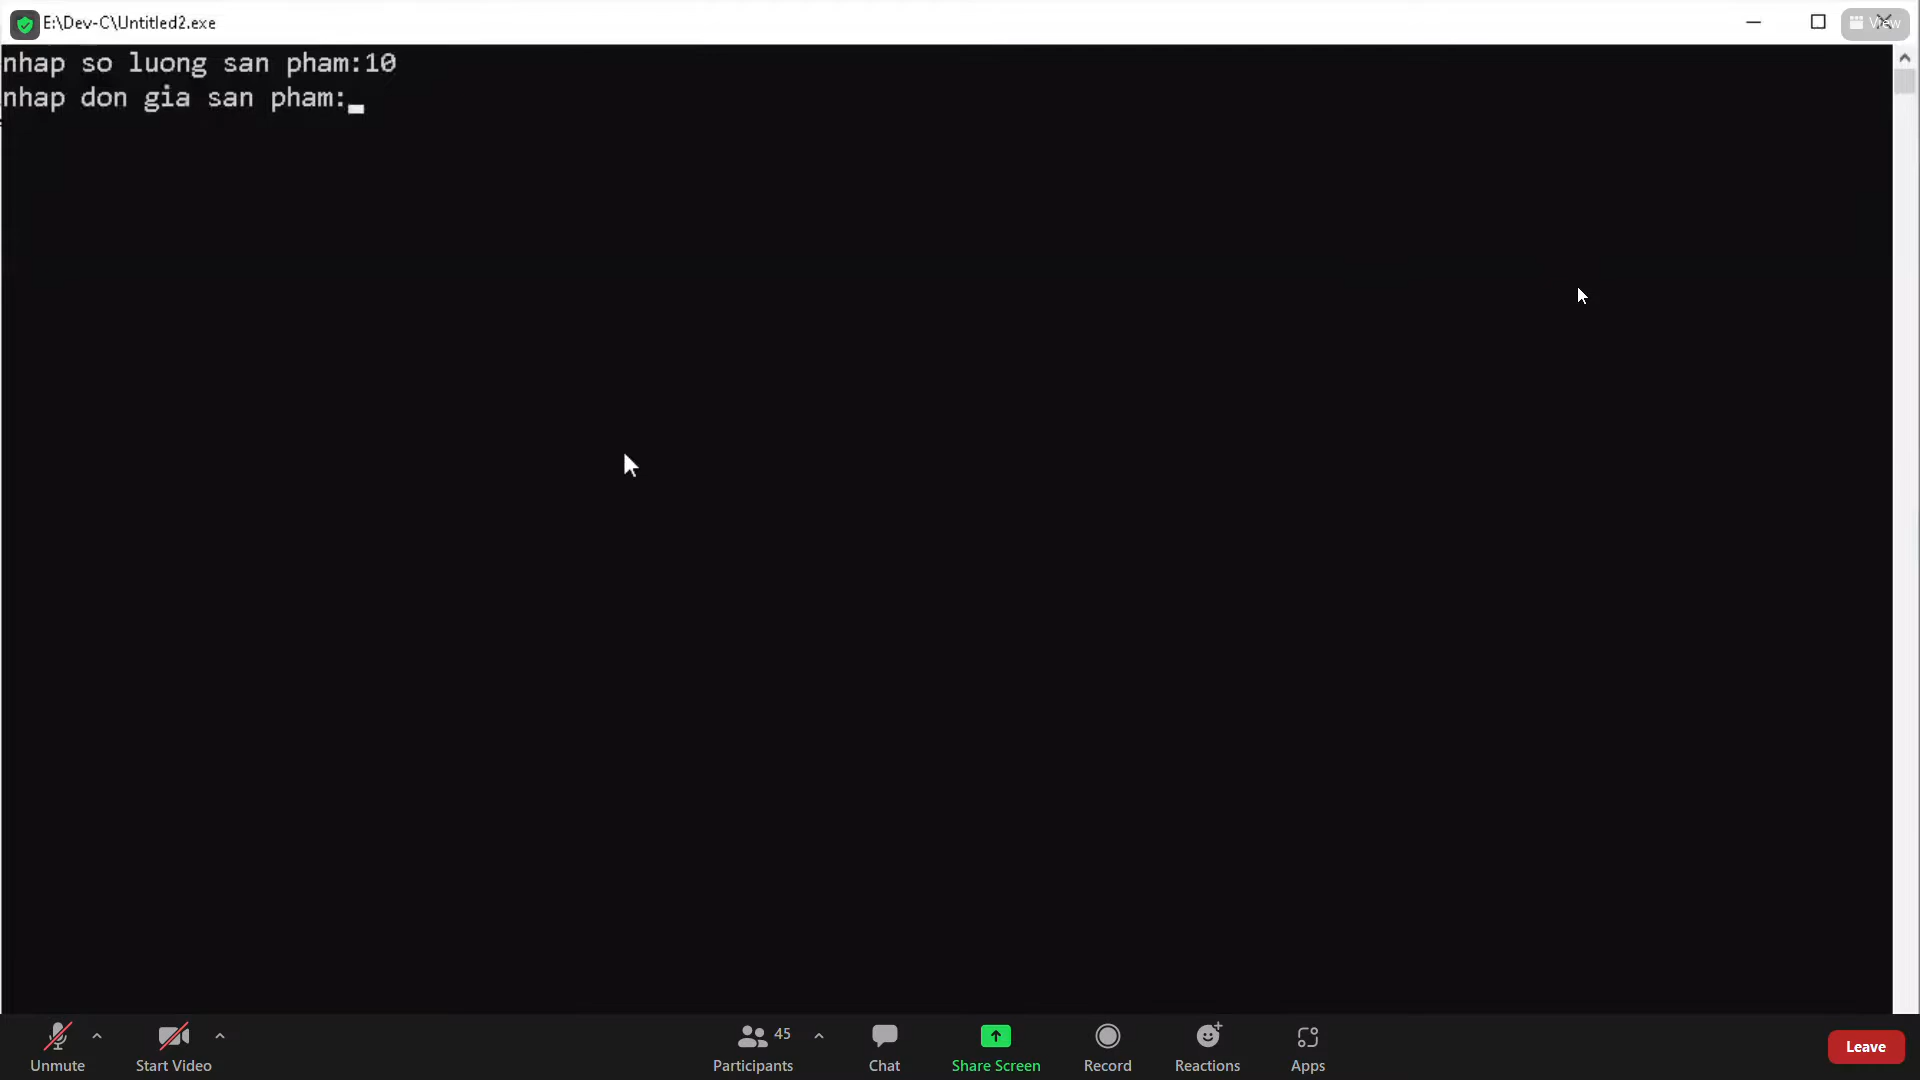 E:\Dev-C\Untitled2.exe
View
nhap so luong san pham:10
nhap don gia san pham:
Unmute
Start Video
45
Participants
Chat
Share Screen
Record
Reactions
Apps
Leave